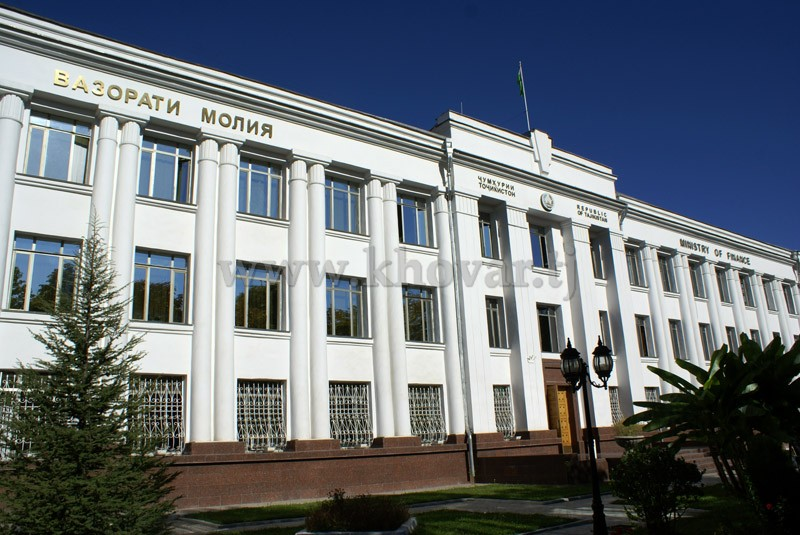 ВАЗОРАТИ МОЛИЯ
ҶУМҲУРИИ
ТОҶИКИСТОН
REPUBLIC
OF TAJIKISTAN
MINISTRY OF FINANCE
www.khovar.tj